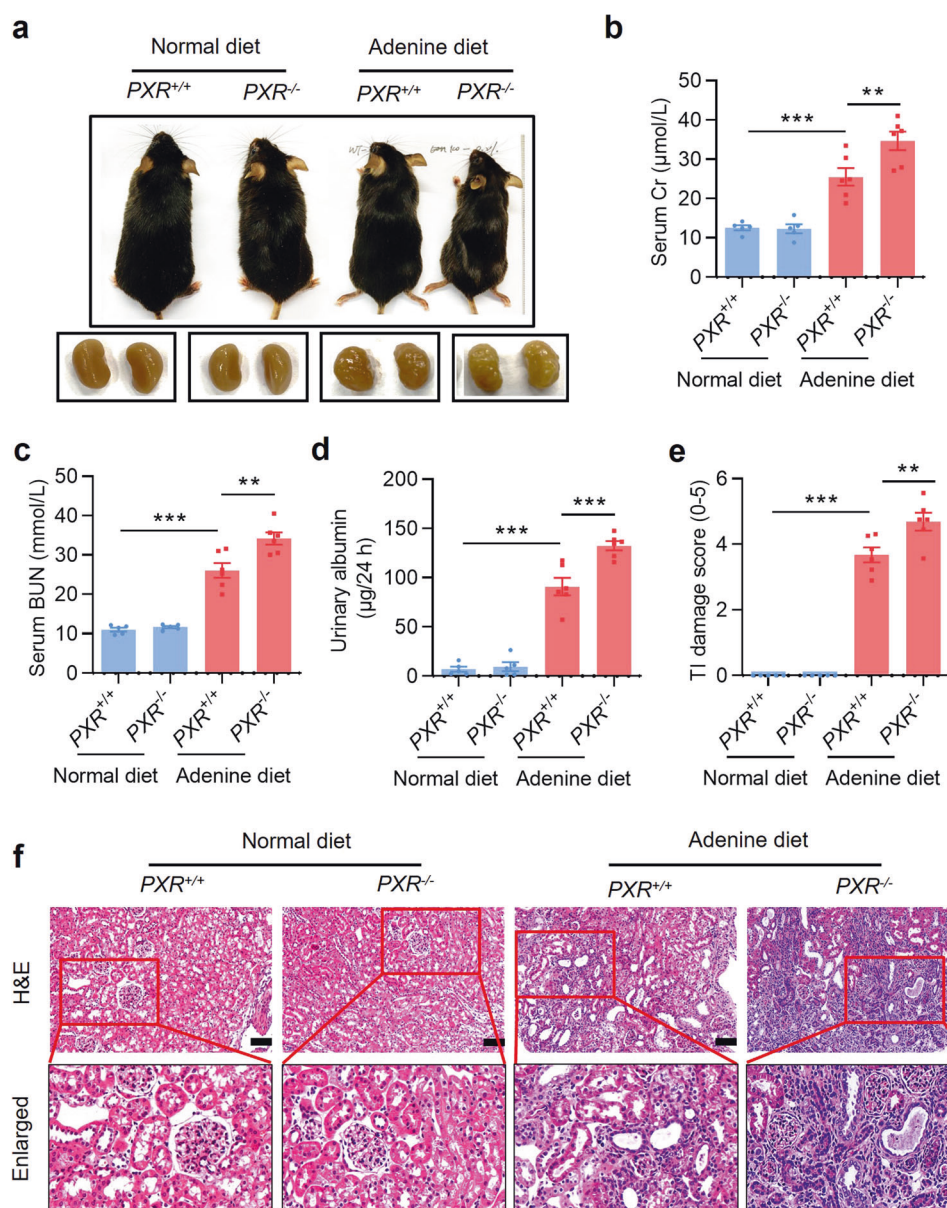 a
Normal diet Adenine diet
PXR+/+ PXR-/- PXR+/+ PXR-/-
b
Serum Cr (μmol/L)
50
40
30
20
10
0
*** **
PXR+/+ PXR-/- PXR+/+ PXR-/-
Normal diet Adenine diet
c
Serum BUN (mmol/L)
50
40
30
20
10
0
*** **
PXR+/+ PXR-/- PXR+/+ PXR-/-
Normal diet Adenine diet
d
Urinary albumin
(μg/24 h)
200
150
100
50
0
*** ***
PXR+/+ PXR-/- PXR+/+ PXR-/-
Normal diet Adenine diet
e
TI damage score (0-5)
6
4
2
0
*** **
PXR+/+ PXR-/- PXR+/+ PXR-/-
Normal diet Adenine diet
f
Normal diet Adenine diet
PXR+/+ PXR-/- PXR+/+ PXR-/-
H&E
Enlarged